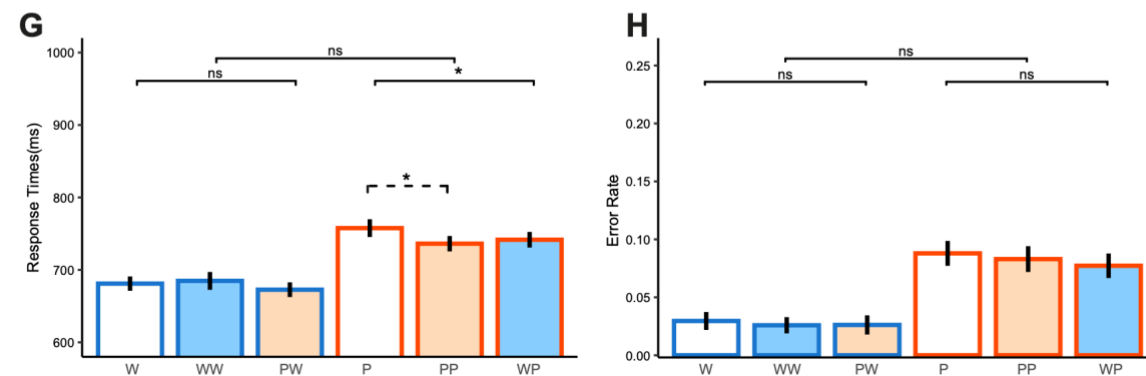 G
Response Times(ms)
1000
900
800
700
600
ns
ns
*
*
W WW PW P PP WP
H
Error Rate
0.25
0.20
0.15
0.10
0.05
0.00
ns
ns
ns
W WW PW P PP WP